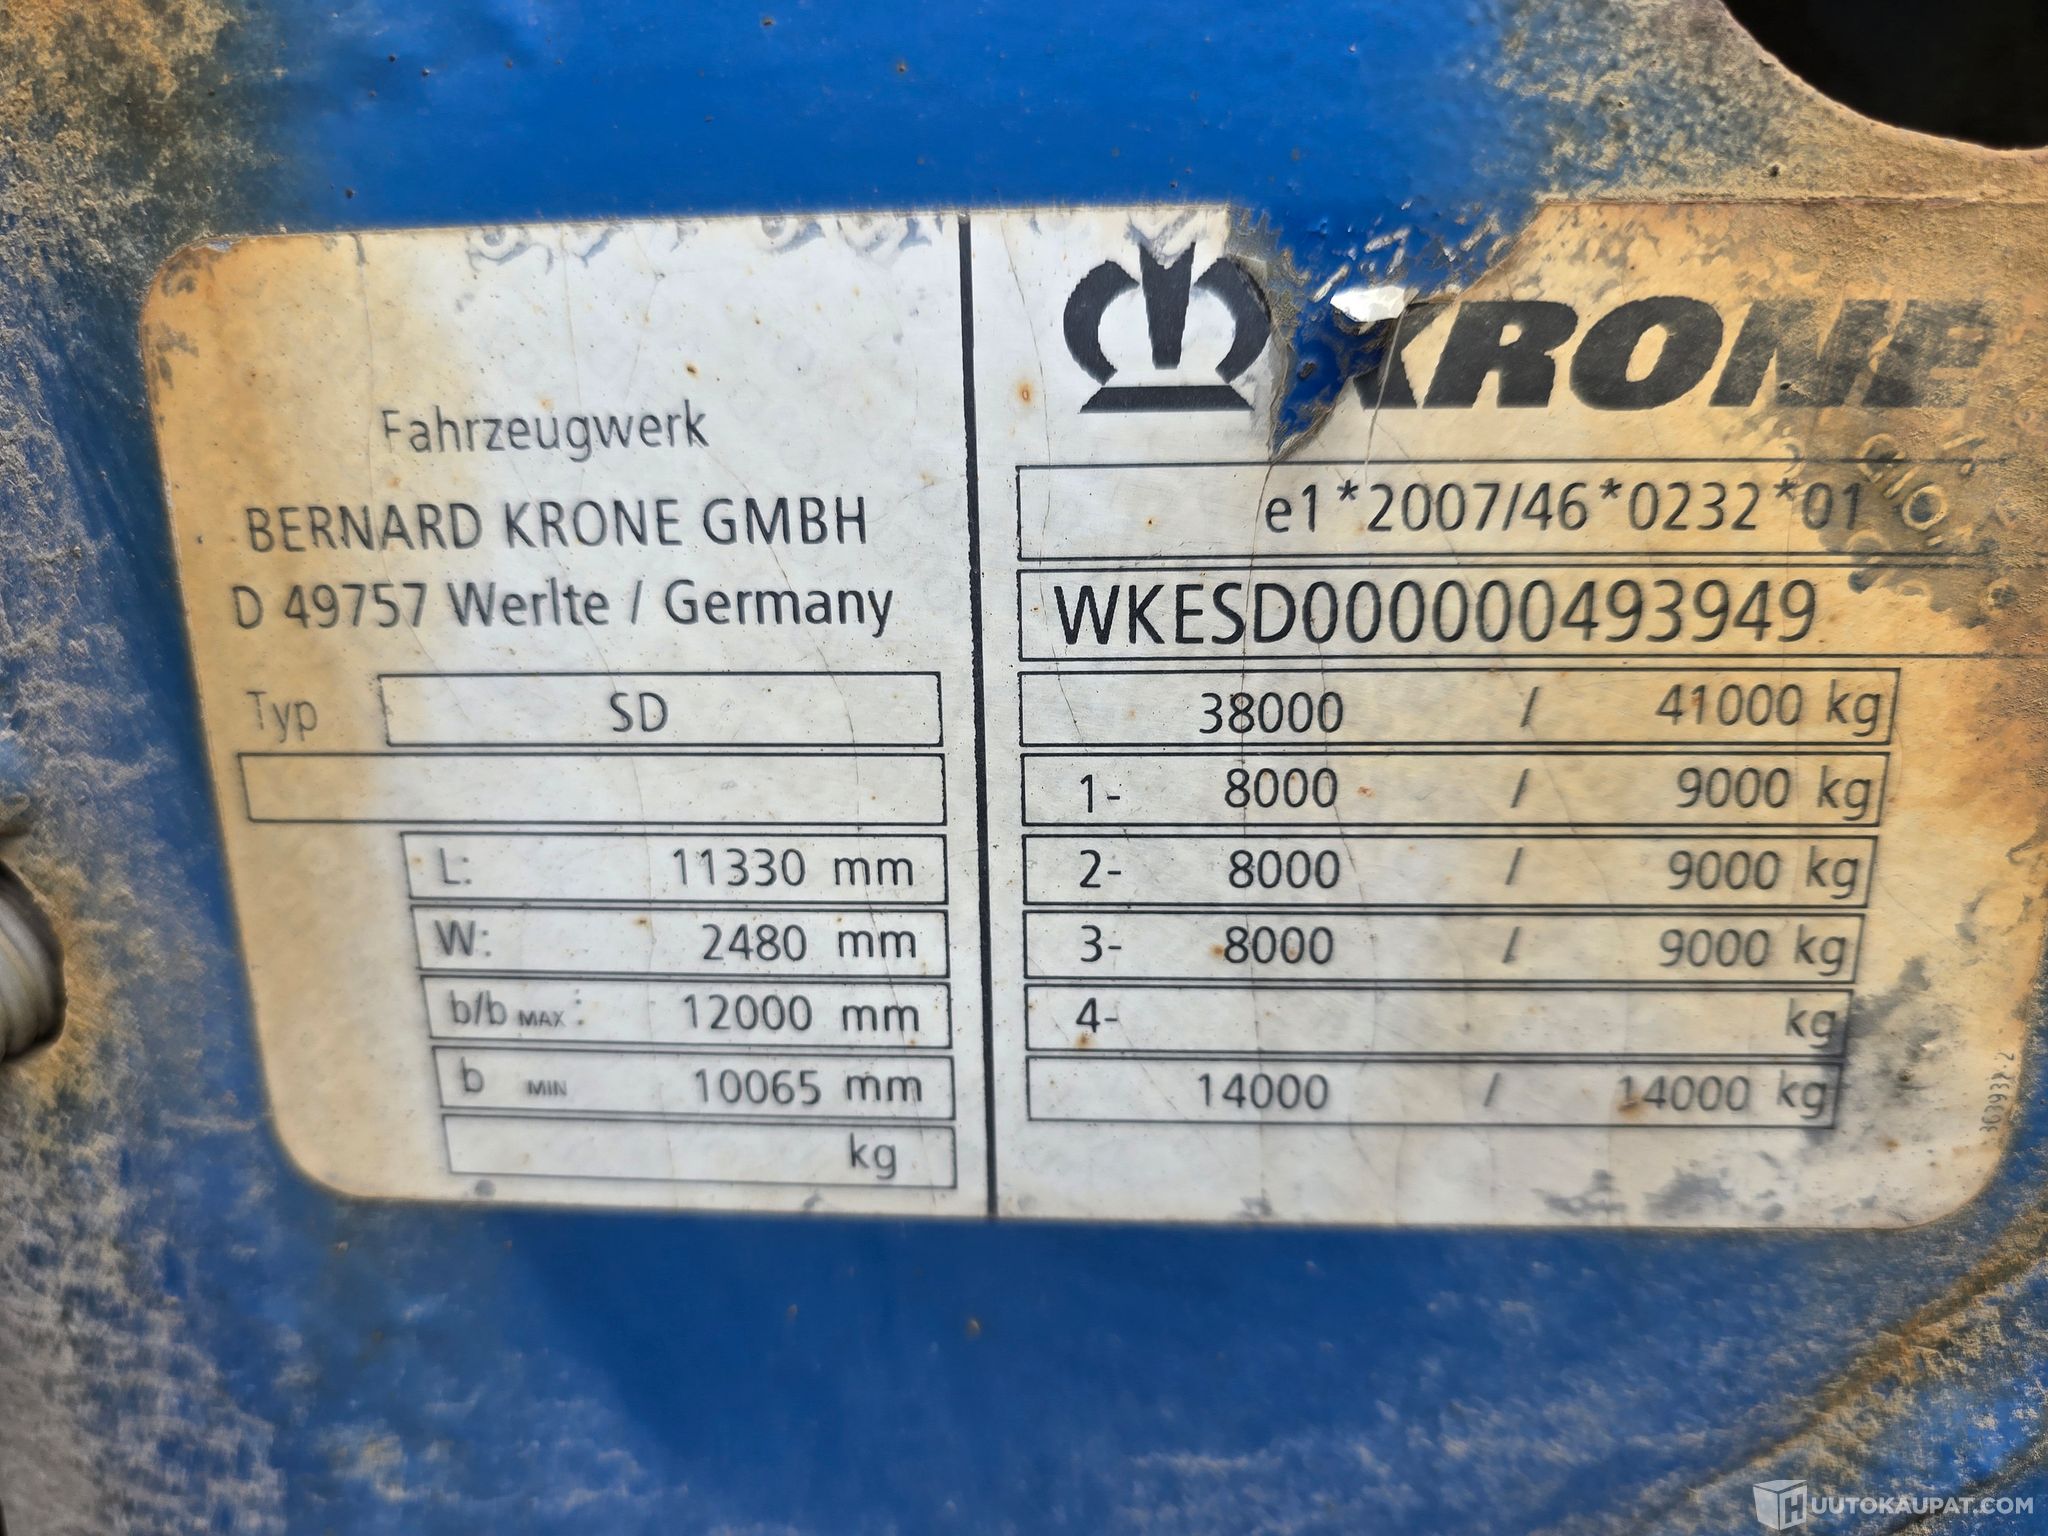 Fahrzeugwerk
BERNARD KRONE GMBH
D 49757 Werlte / Germany
Typ SD
L: 11330 mm
W: 2480 mm
b/b MAX: 12000 mm
b MIN 10065 mm
kg
KRONE
e1*2007/46*0232*01
WKESD000000493949
38000 / 41000 kg
1- 8000 / 9000 kg
2- 8000 / 9000 kg
3- 8000 / 9000 kg
4- kg
14000 / 14000 kg
HUUTOKAUPAT.COM